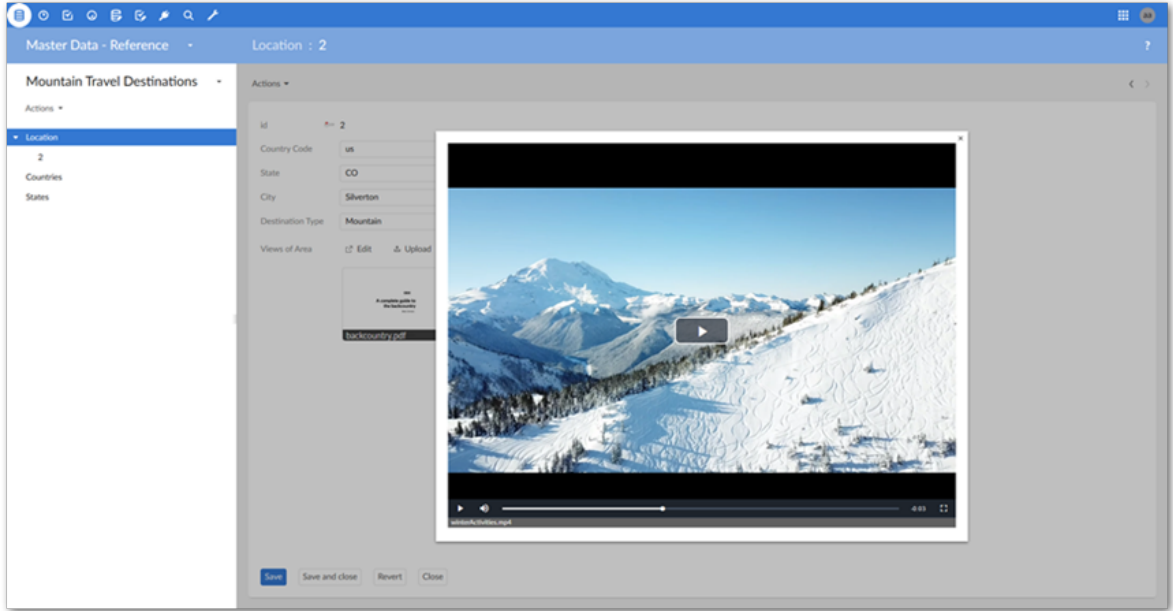 Master Data - Reference
Location : 2
?
Mountain Travel Destinations
Actions
Actions
Location
2
Countries
States
id 2
Country Code us
State CO
City Silverton
Destination Type Mountain
Views of Area Edit Upload
A complete guide to
the backcountry
backcountry.pdf
-0:03
winterActivities.mp4
Save Save and close Revert Close